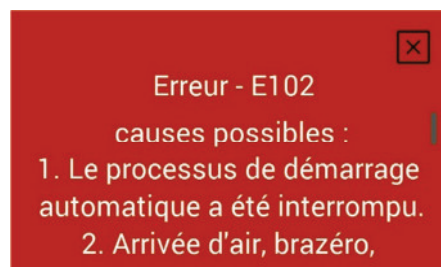 Erreur - E102
causes possibles :
1. Le processus de démarrage
automatique a été interrompu.
2. Arrivée d'air, brazéro,